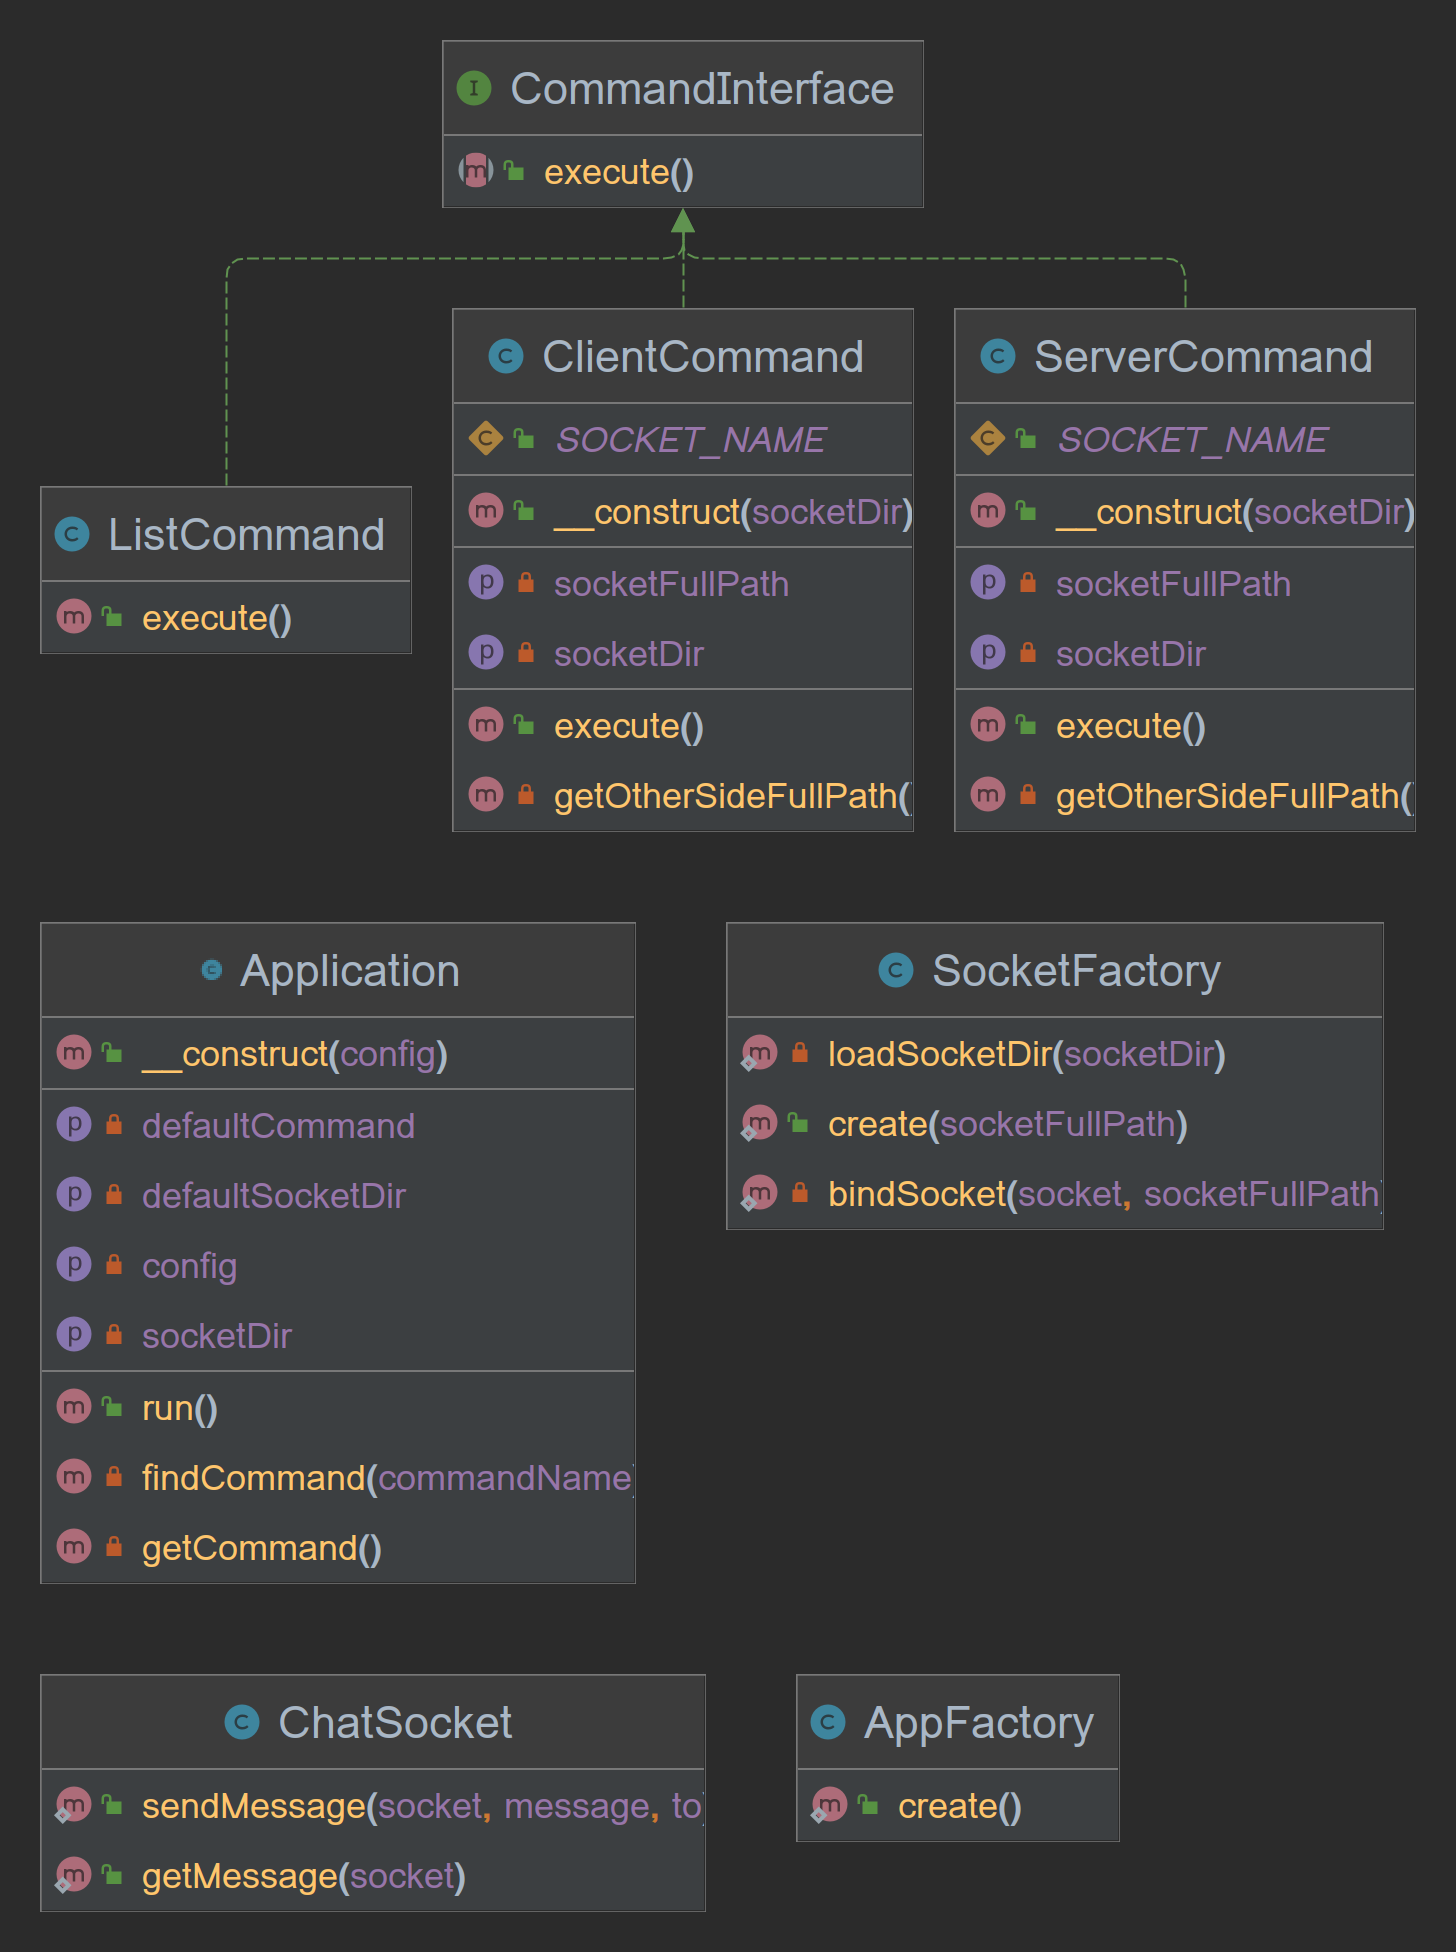 CommandInterface
execute()
ListCommand
execute()
ClientCommand
SOCKET_NAME
__construct(socketDir)
socketFullPath
socketDir
execute()
getOtherSideFullPath(
ServerCommand
SOCKET_NAME
__construct(socketDir)
socketFullPath
socketDir
execute()
getOtherSideFullPath(
Application
__construct(config)
defaultCommand
defaultSocketDir
config
socketDir
run()
findCommand(commandName)
getCommand()
SocketFactory
loadSocketDir(socketDir)
create(socketFullPath)
bindSocket(socket, socketFullPath)
ChatSocket
sendMessage(socket, message, to)
getMessage(socket)
AppFactory
create()